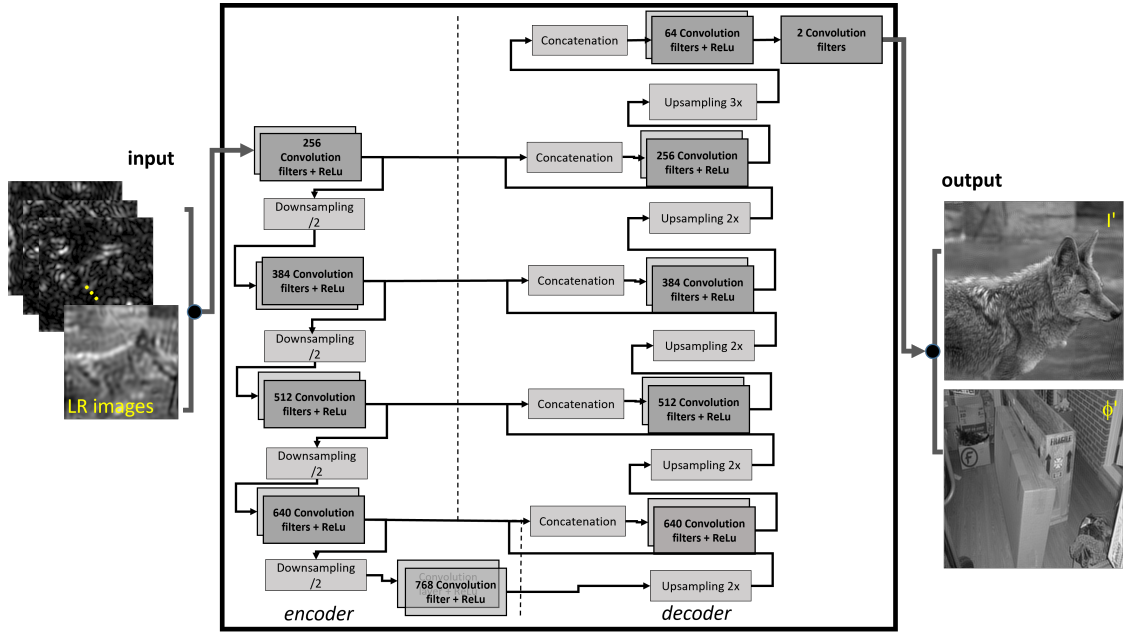 input
LR images
256
Convolution
filters + ReLu
Downsampling
/2
384 Convolution
filters + ReLu
Downsampling
/2
512 Convolution
filters + ReLu
Downsampling
/2
640 Convolution
filters + ReLu
Downsampling
/2
768 Convolution
filter + ReLu
encoder
Concatenation
64 Convolution
filters + ReLu
2 Convolution
filters
Upsampling 3x
Concatenation
256 Convolution
filters + ReLu
Upsampling 2x
Concatenation
384 Convolution
filters + ReLu
Upsampling 2x
Concatenation
512 Convolution
filters + ReLu
Upsampling 2x
Concatenation
640 Convolution
filters + ReLu
Upsampling 2x
decoder
output
I'
ϕ'
FRAGILE